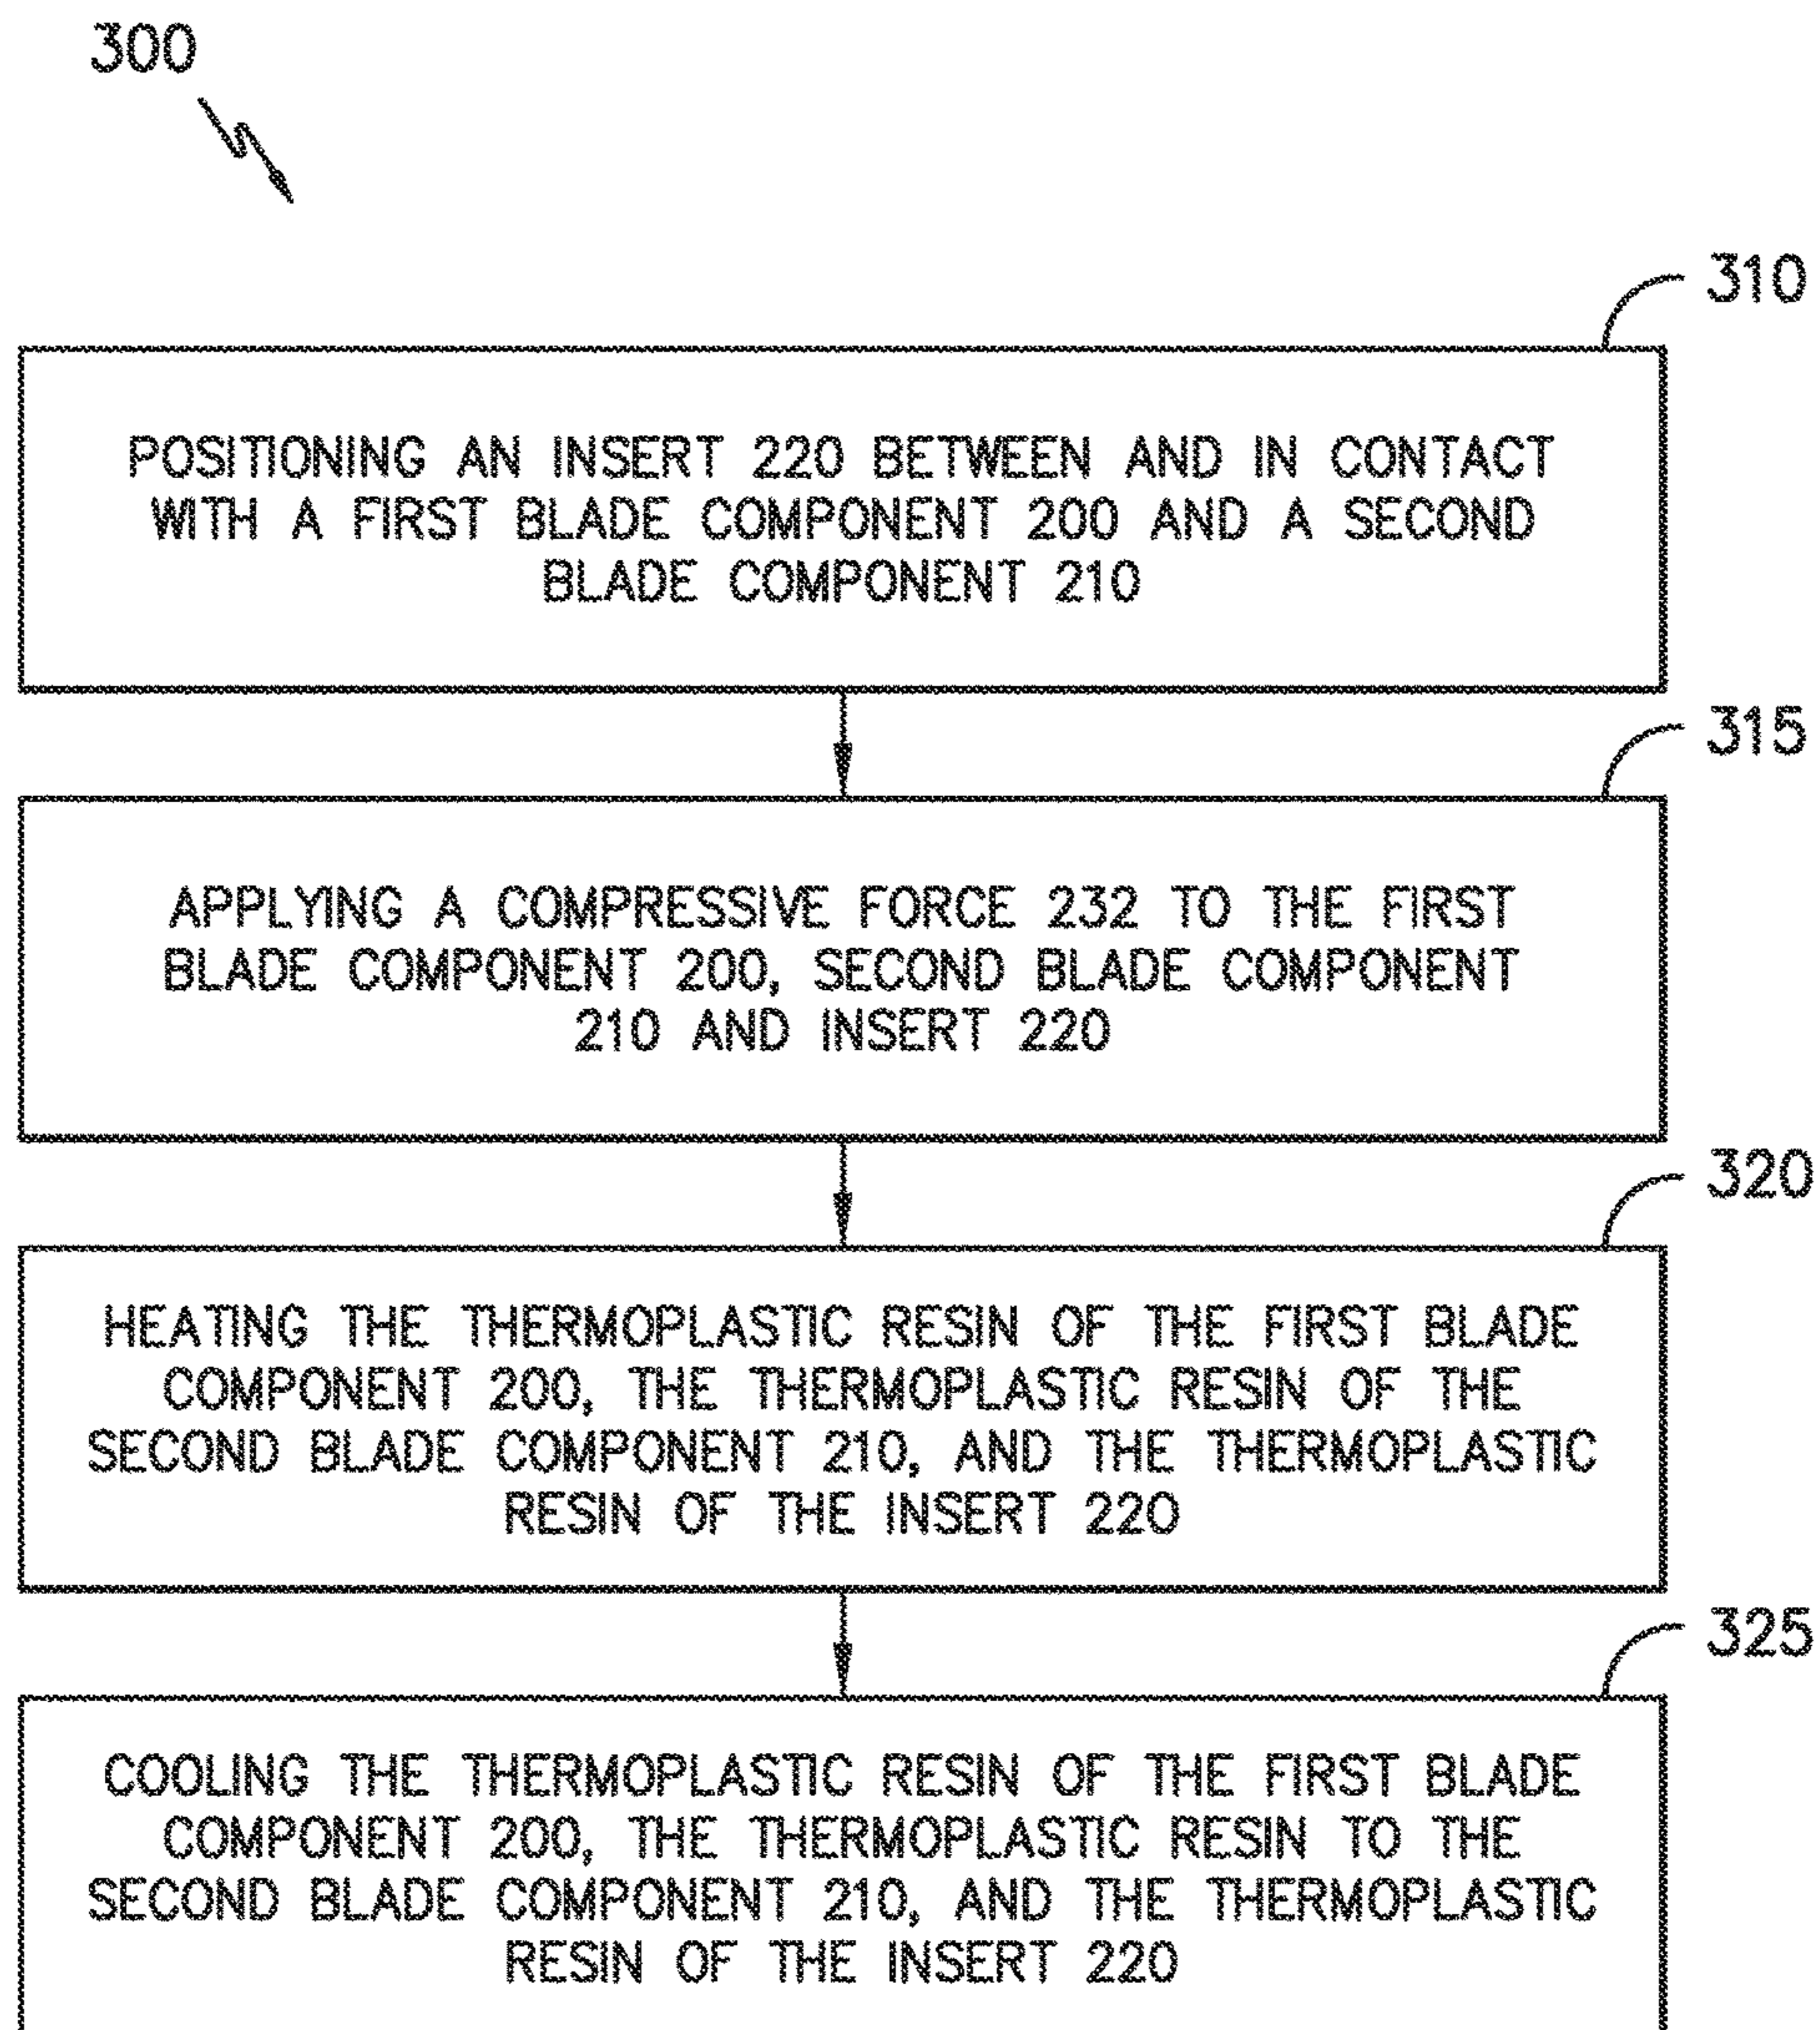 300
310
POSITIONING AN INSERT 220 BETWEEN AND IN CONTACT
WITH A FIRST BLADE COMPONENT 200 AND A SECOND
BLADE COMPONENT 210
315
APPLYING A COMPRESSIVE FORCE 232 TO THE FIRST
BLADE COMPONENT 200, SECOND BLADE COMPONENT
210 AND INSERT 220
320
HEATING THE THERMOPLASTIC RESIN OF THE FIRST BLADE
COMPONENT 200, THE THERMOPLASTIC RESIN OF THE
SECOND BLADE COMPONENT 210, AND THE THERMOPLASTIC
RESIN OF THE INSERT 220
325
COOLING THE THERMOPLASTIC RESIN OF THE FIRST BLADE
COMPONENT 200, THE THERMOPLASTIC RESIN TO THE
SECOND BLADE COMPONENT 210, AND THE THERMOPLASTIC
RESIN OF THE INSERT 220